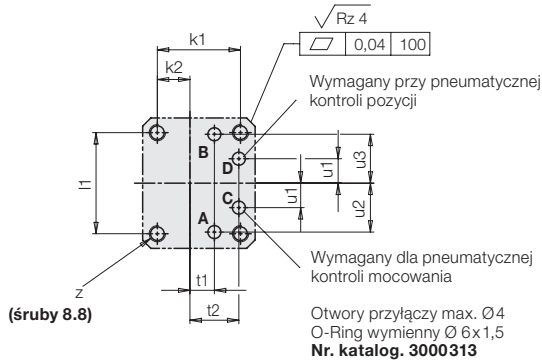 Rz 4
0,04 100
k1
k2
Wymagany przy pneumatycznej
kontroli pozycji
B
D
l1
u1
u3
C
u1
u2
A
t1
t2
z
(śruby 8.8)
Wymagany dla pneumatycznej
kontroli mocowania
Otwory przyłączy max. Ø 4
O-Ring wymienny Ø 6x1,5
Nr. katalog. 3000313